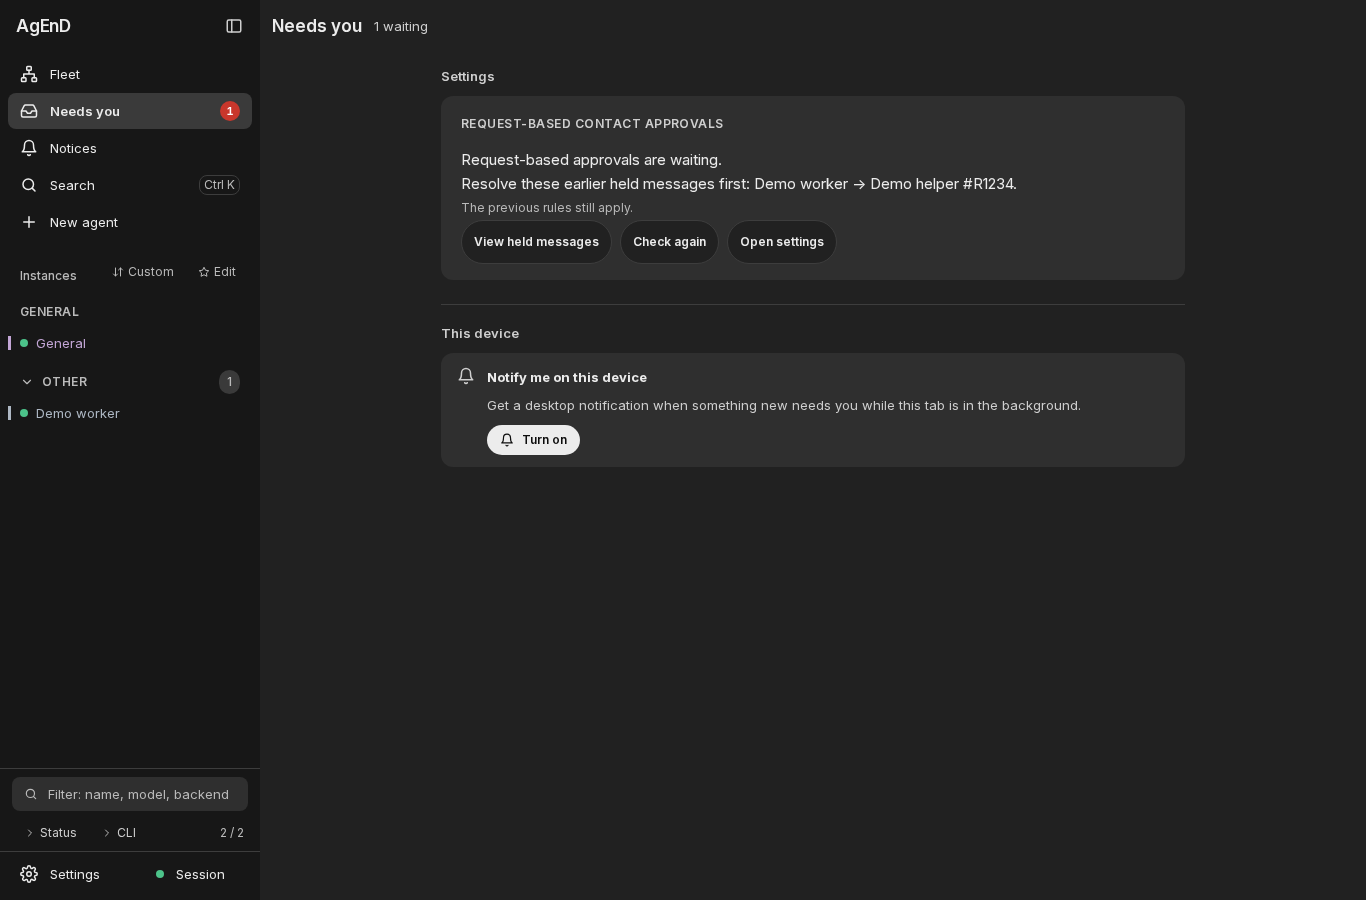 AgEnD
Fleet
Needs you 1
Notices
Search Ctrl K
New agent
Instances Custom Edit
GENERAL
General
OTHER 1
Demo worker
Filter: name, model, backend
Status CLI 2 / 2
Settings Session
Needs you 1 waiting
Settings
REQUEST-BASED CONTACT APPROVALS
Request-based approvals are waiting.
Resolve these earlier held messages first: Demo worker → Demo helper #R1234.
The previous rules still apply.
View held messages Check again Open settings
This device
Notify me on this device
Get a desktop notification when something new needs you while this tab is in the background.
Turn on